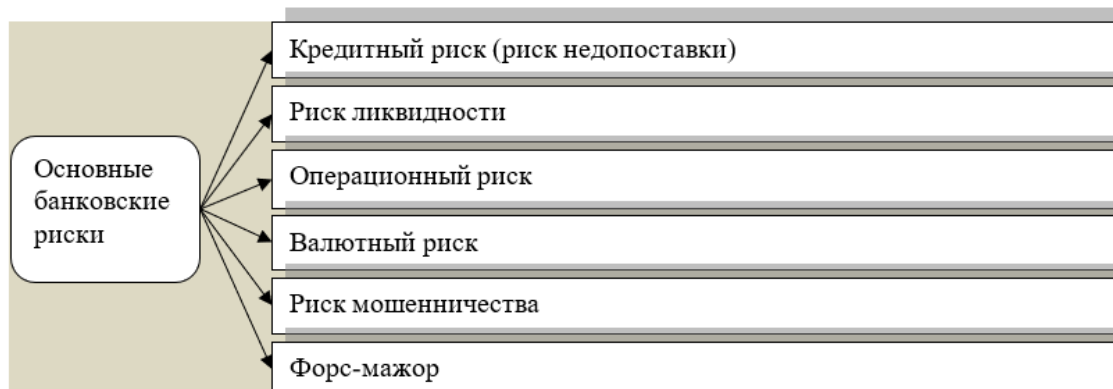 Основные
банковские
риски
Кредитный риск (риск недопоставки)
Риск ликвидности
Операционный риск
Валютный риск
Риск мошенничества
Форс-мажор